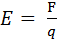 E = F/q